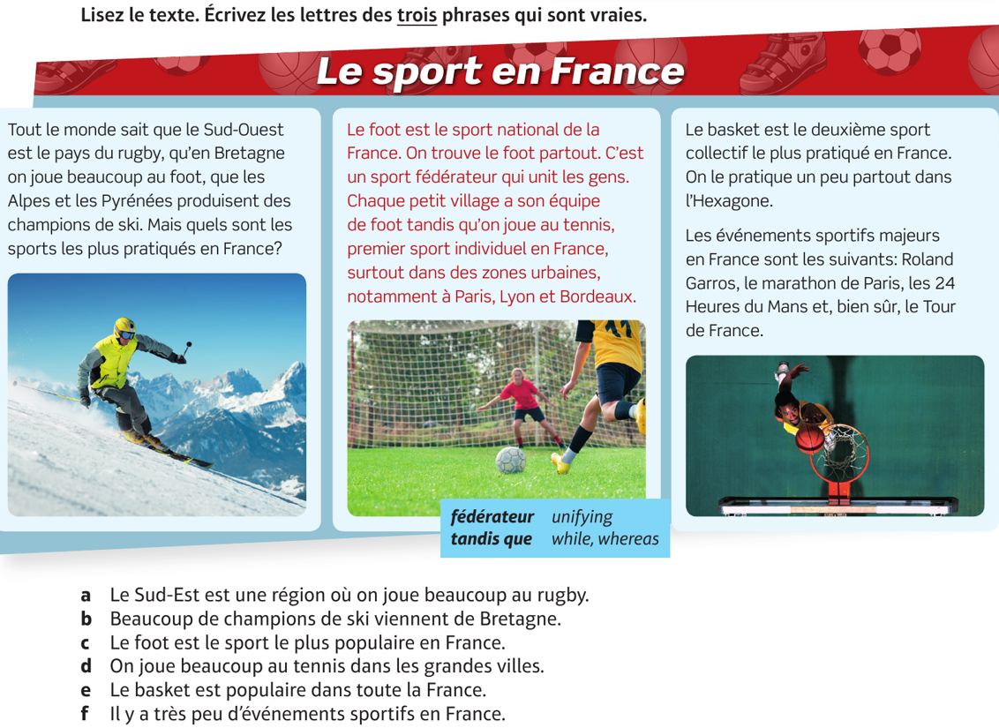 Lisez le texte. Écrivez les lettres des trois phrases qui sont vraies.
Le sport en France
Tout le monde sait que le Sud-Ouest
est le pays du rugby, qu’en Bretagne
on joue beaucoup au foot, que les
Alpes et les Pyrénées produisent des
champions de ski. Mais quels sont les
sports les plus pratiqués en France?
Le foot est le sport national de la
France. On trouve le foot partout. C’est
un sport fédérateur qui unit les gens.
Chaque petit village a son équipe
de foot tandis qu’on joue au tennis,
premier sport individuel en France,
surtout dans des zones urbaines,
notamment à Paris, Lyon et Bordeaux.
11
fédérateur unifying
tandis que while, whereas
Le basket est le deuxième sport
collectif le plus pratiqué en France.
On le pratique un peu partout dans
l’Hexagone.
Les événements sportifs majeurs
en France sont les suivants: Roland
Garros, le marathon de Paris, les 24
Heures du Mans et, bien sûr, le Tour
de France.
a Le Sud-Est est une région où on joue beaucoup au rugby.
b Beaucoup de champions de ski viennent de Bretagne.
c Le foot est le sport le plus populaire en France.
d On joue beaucoup au tennis dans les grandes villes.
e Le basket est populaire dans toute la France.
f Il y a très peu d’événements sportifs en France.